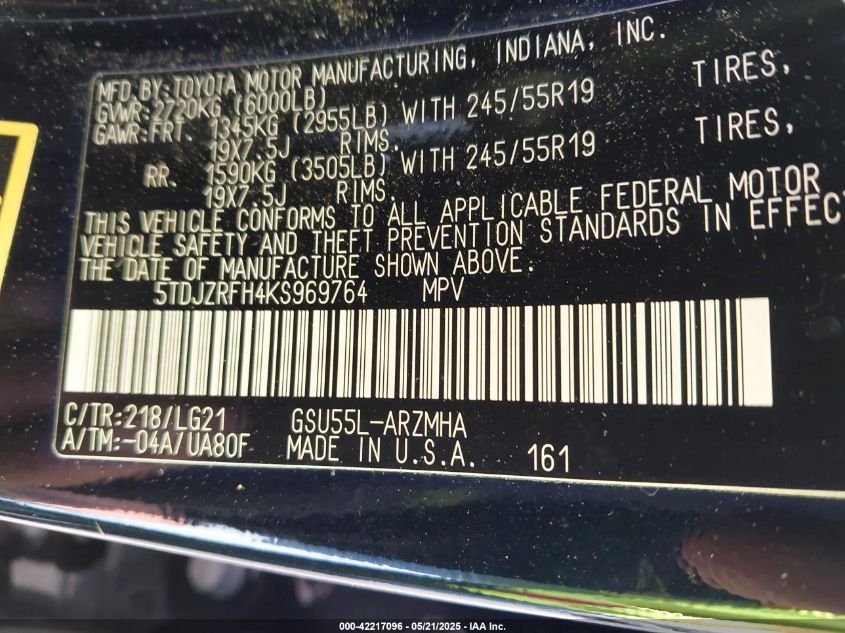 MFD.BY:TOYOTA MOTOR MANUFACTURING, INDIANA, INC.
GVWR:2720KG (6000LB)
GAWR:FRT. 1345KG (2955LB) WITH 245/55R19 TIRES,
19X7.5J RIMS.
RR. 1590KG (3505LB) WITH 245/55R19 TIRES,
19X7.5J RIMS.
THIS VEHICLE CONFORMS TO ALL APPLICABLE FEDERAL MOTOR
VEHICLE SAFETY AND THEFT PREVENTION STANDARDS IN EFFEC
THE DATE OF MANUFACTURE SHOWN ABOVE.
5TDJZRFH4KS969764 MPV
C/TR:218/LG21 GSU55L-ARZMHA
A/TM:-04A/UA80F MADE IN U.S.A. 161
000-42217096 - 05/21/2025 - IAA Inc.